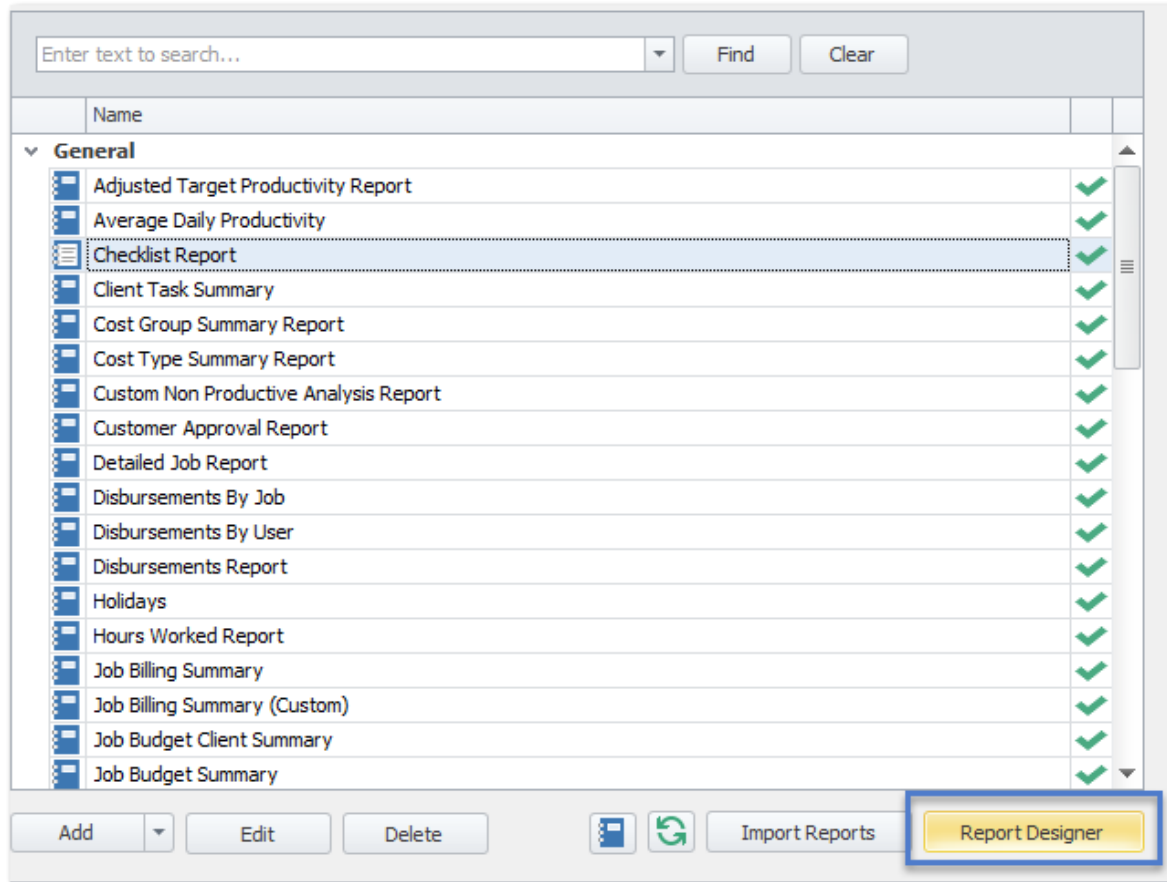 Enter text to search...
Find
Clear
Name
General
Adjusted Target Productivity Report
Average Daily Productivity
Checklist Report
Client Task Summary
Cost Group Summary Report
Cost Type Summary Report
Custom Non Productive Analysis Report
Customer Approval Report
Detailed Job Report
Disbursements By Job
Disbursements By User
Disbursements Report
Holidays
Hours Worked Report
Job Billing Summary
Job Billing Summary (Custom)
Job Budget Client Summary
Job Budget Summary
Add
Edit
Delete
Import Reports
Report Designer